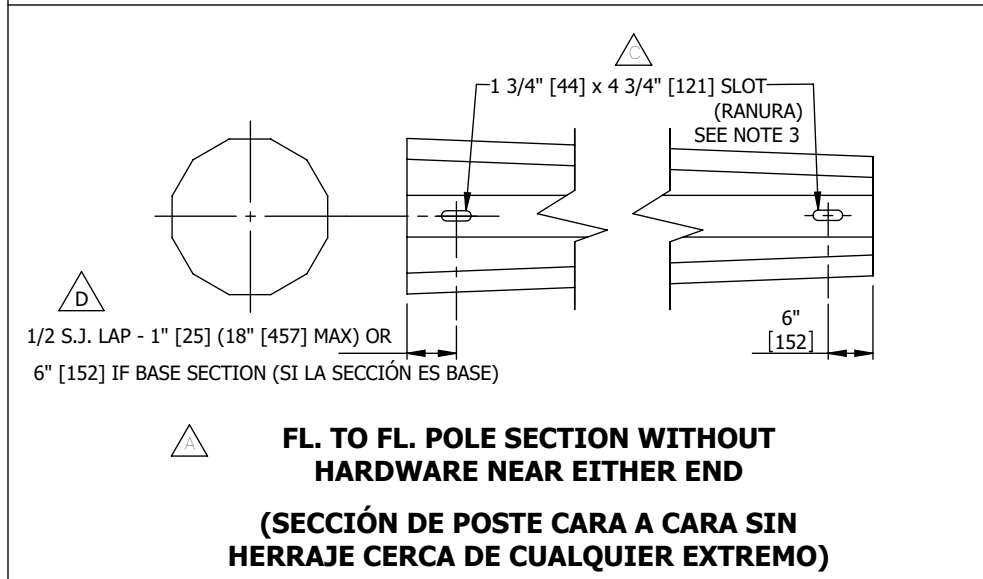 C
1 3/4" [44] x 4 3/4" [121] SLOT
(RANURA)
SEE NOTE 3
D
1/2 S.J. LAP - 1" [25] (18" [457] MAX) OR
6" [152] IF BASE SECTION (SI LA SECCIÓN ES BASE)
6"
[152]
A
FL. TO FL. POLE SECTION WITHOUT
HARDWARE NEAR EITHER END
(SECCIÓN DE POSTE CARA A CARA SIN
HERRAJE CERCA DE CUALQUIER EXTREMO)